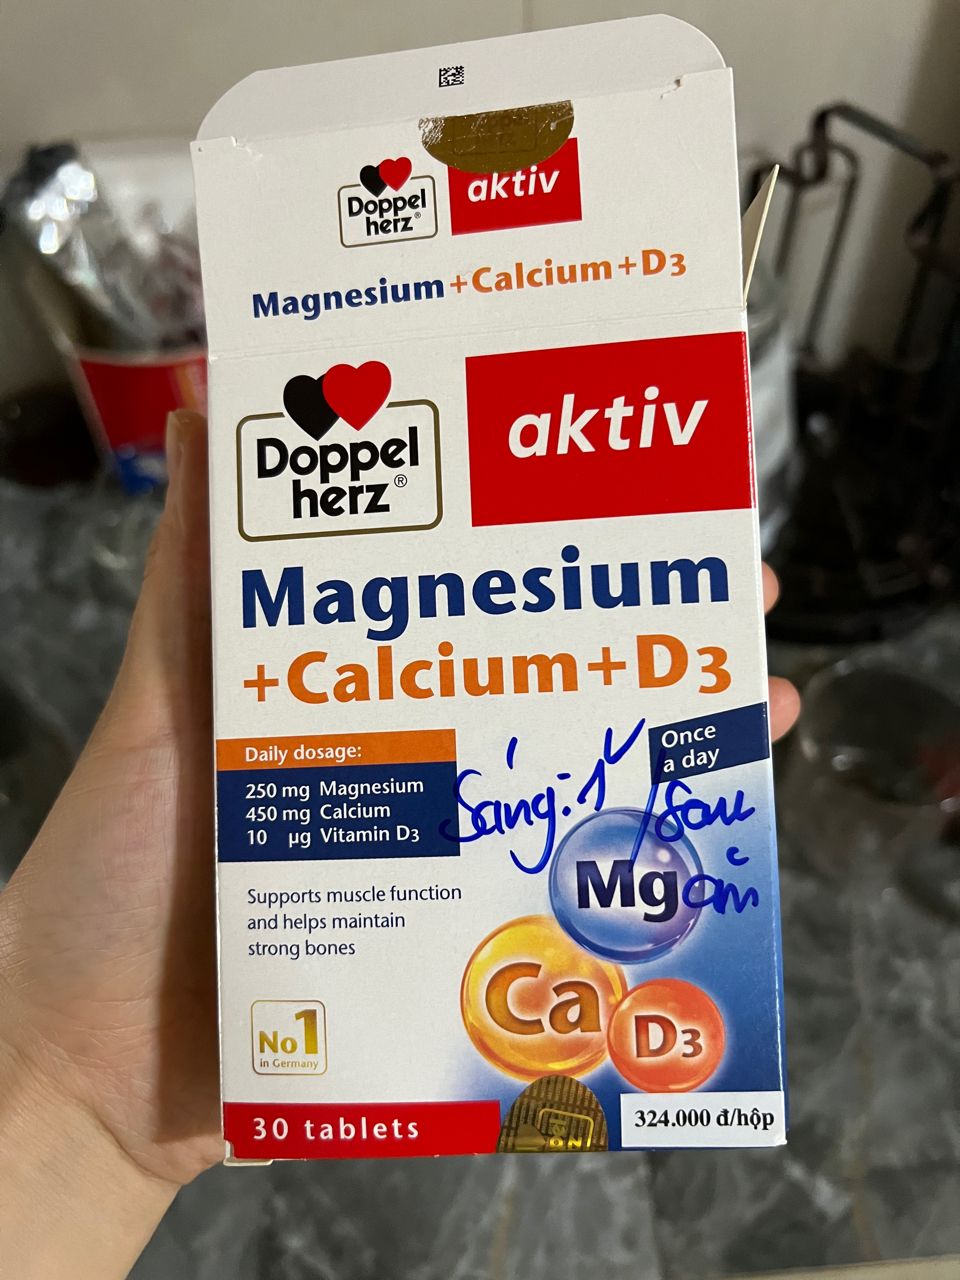 Doppel
herz®
aktiv
Magnesium+Calcium+D3
Doppel
herz®
aktiv
Magnesium
+Calcium+D3
Daily dosage:
250 mg Magnesium
450 mg Calcium
10 µg Vitamin D3
Once
a day
Sáng: 1v / Sau
ăn
Supports muscle function
and helps maintain
strong bones
Mg
Ca
D3
No 1
in Germany
30 tablets
324.000 đ/hộp